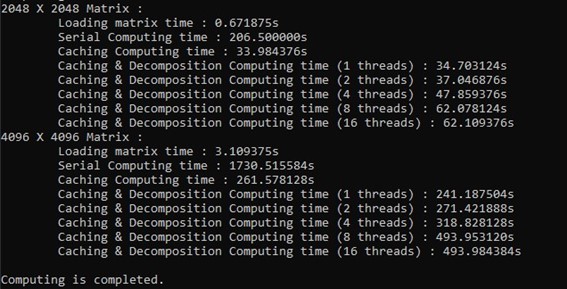 2048 X 2048 Matrix :
Loading matrix time : 0.671875s
Serial Computing time : 206.500000s
Caching Computing time : 33.984376s
Caching & Decomposition Computing time (1 threads) : 34.703124s
Caching & Decomposition Computing time (2 threads) : 37.046876s
Caching & Decomposition Computing time (4 threads) : 47.859376s
Caching & Decomposition Computing time (8 threads) : 62.078124s
Caching & Decomposition Computing time (16 threads) : 62.109376s
4096 X 4096 Matrix :
Loading matrix time : 3.109375s
Serial Computing time : 1730.515584s
Caching Computing time : 261.578128s
Caching & Decomposition Computing time (1 threads) : 241.187504s
Caching & Decomposition Computing time (2 threads) : 271.421888s
Caching & Decomposition Computing time (4 threads) : 318.828128s
Caching & Decomposition Computing time (8 threads) : 493.953120s
Caching & Decomposition Computing time (16 threads) : 493.984384s
Computing is completed.